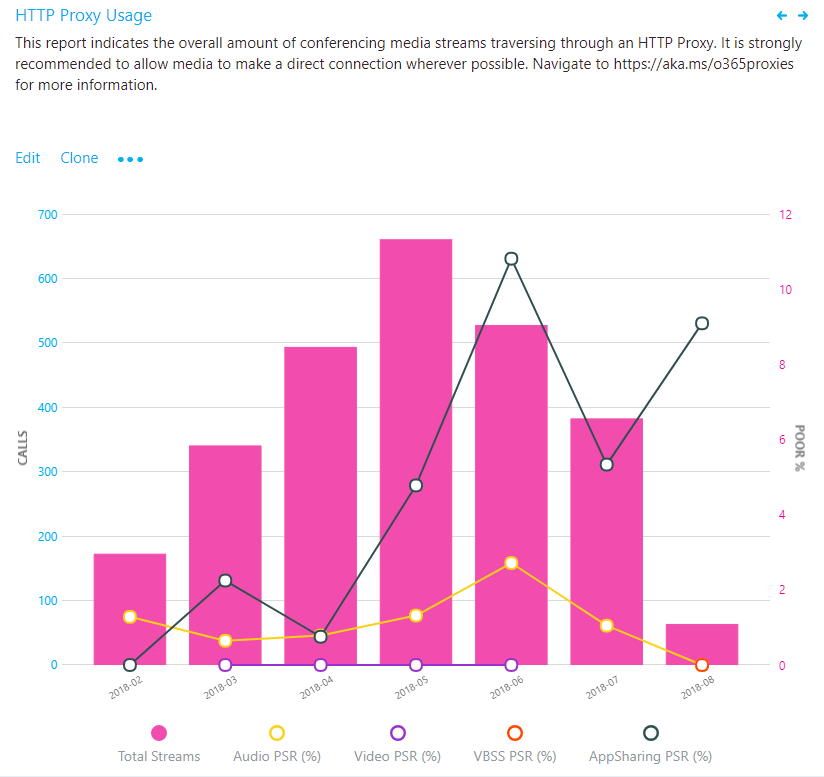 HTTP Proxy Usage
This report indicates the overall amount of conferencing media streams traversing through an HTTP Proxy. It is strongly
recommended to allow media to make a direct connection wherever possible. Navigate to https://aka.ms/o365proxies
for more information.
Edit Clone
700 12
600 10
500 8
400 6
CALLS
POOR %
300 4
200
100 2
0 0
2018-02 2018-03 2018-04 2018-05 2018-06 2018-07 2018-08
Total Streams Audio PSR (%) Video PSR (%) VBSS PSR (%) AppSharing PSR (%)